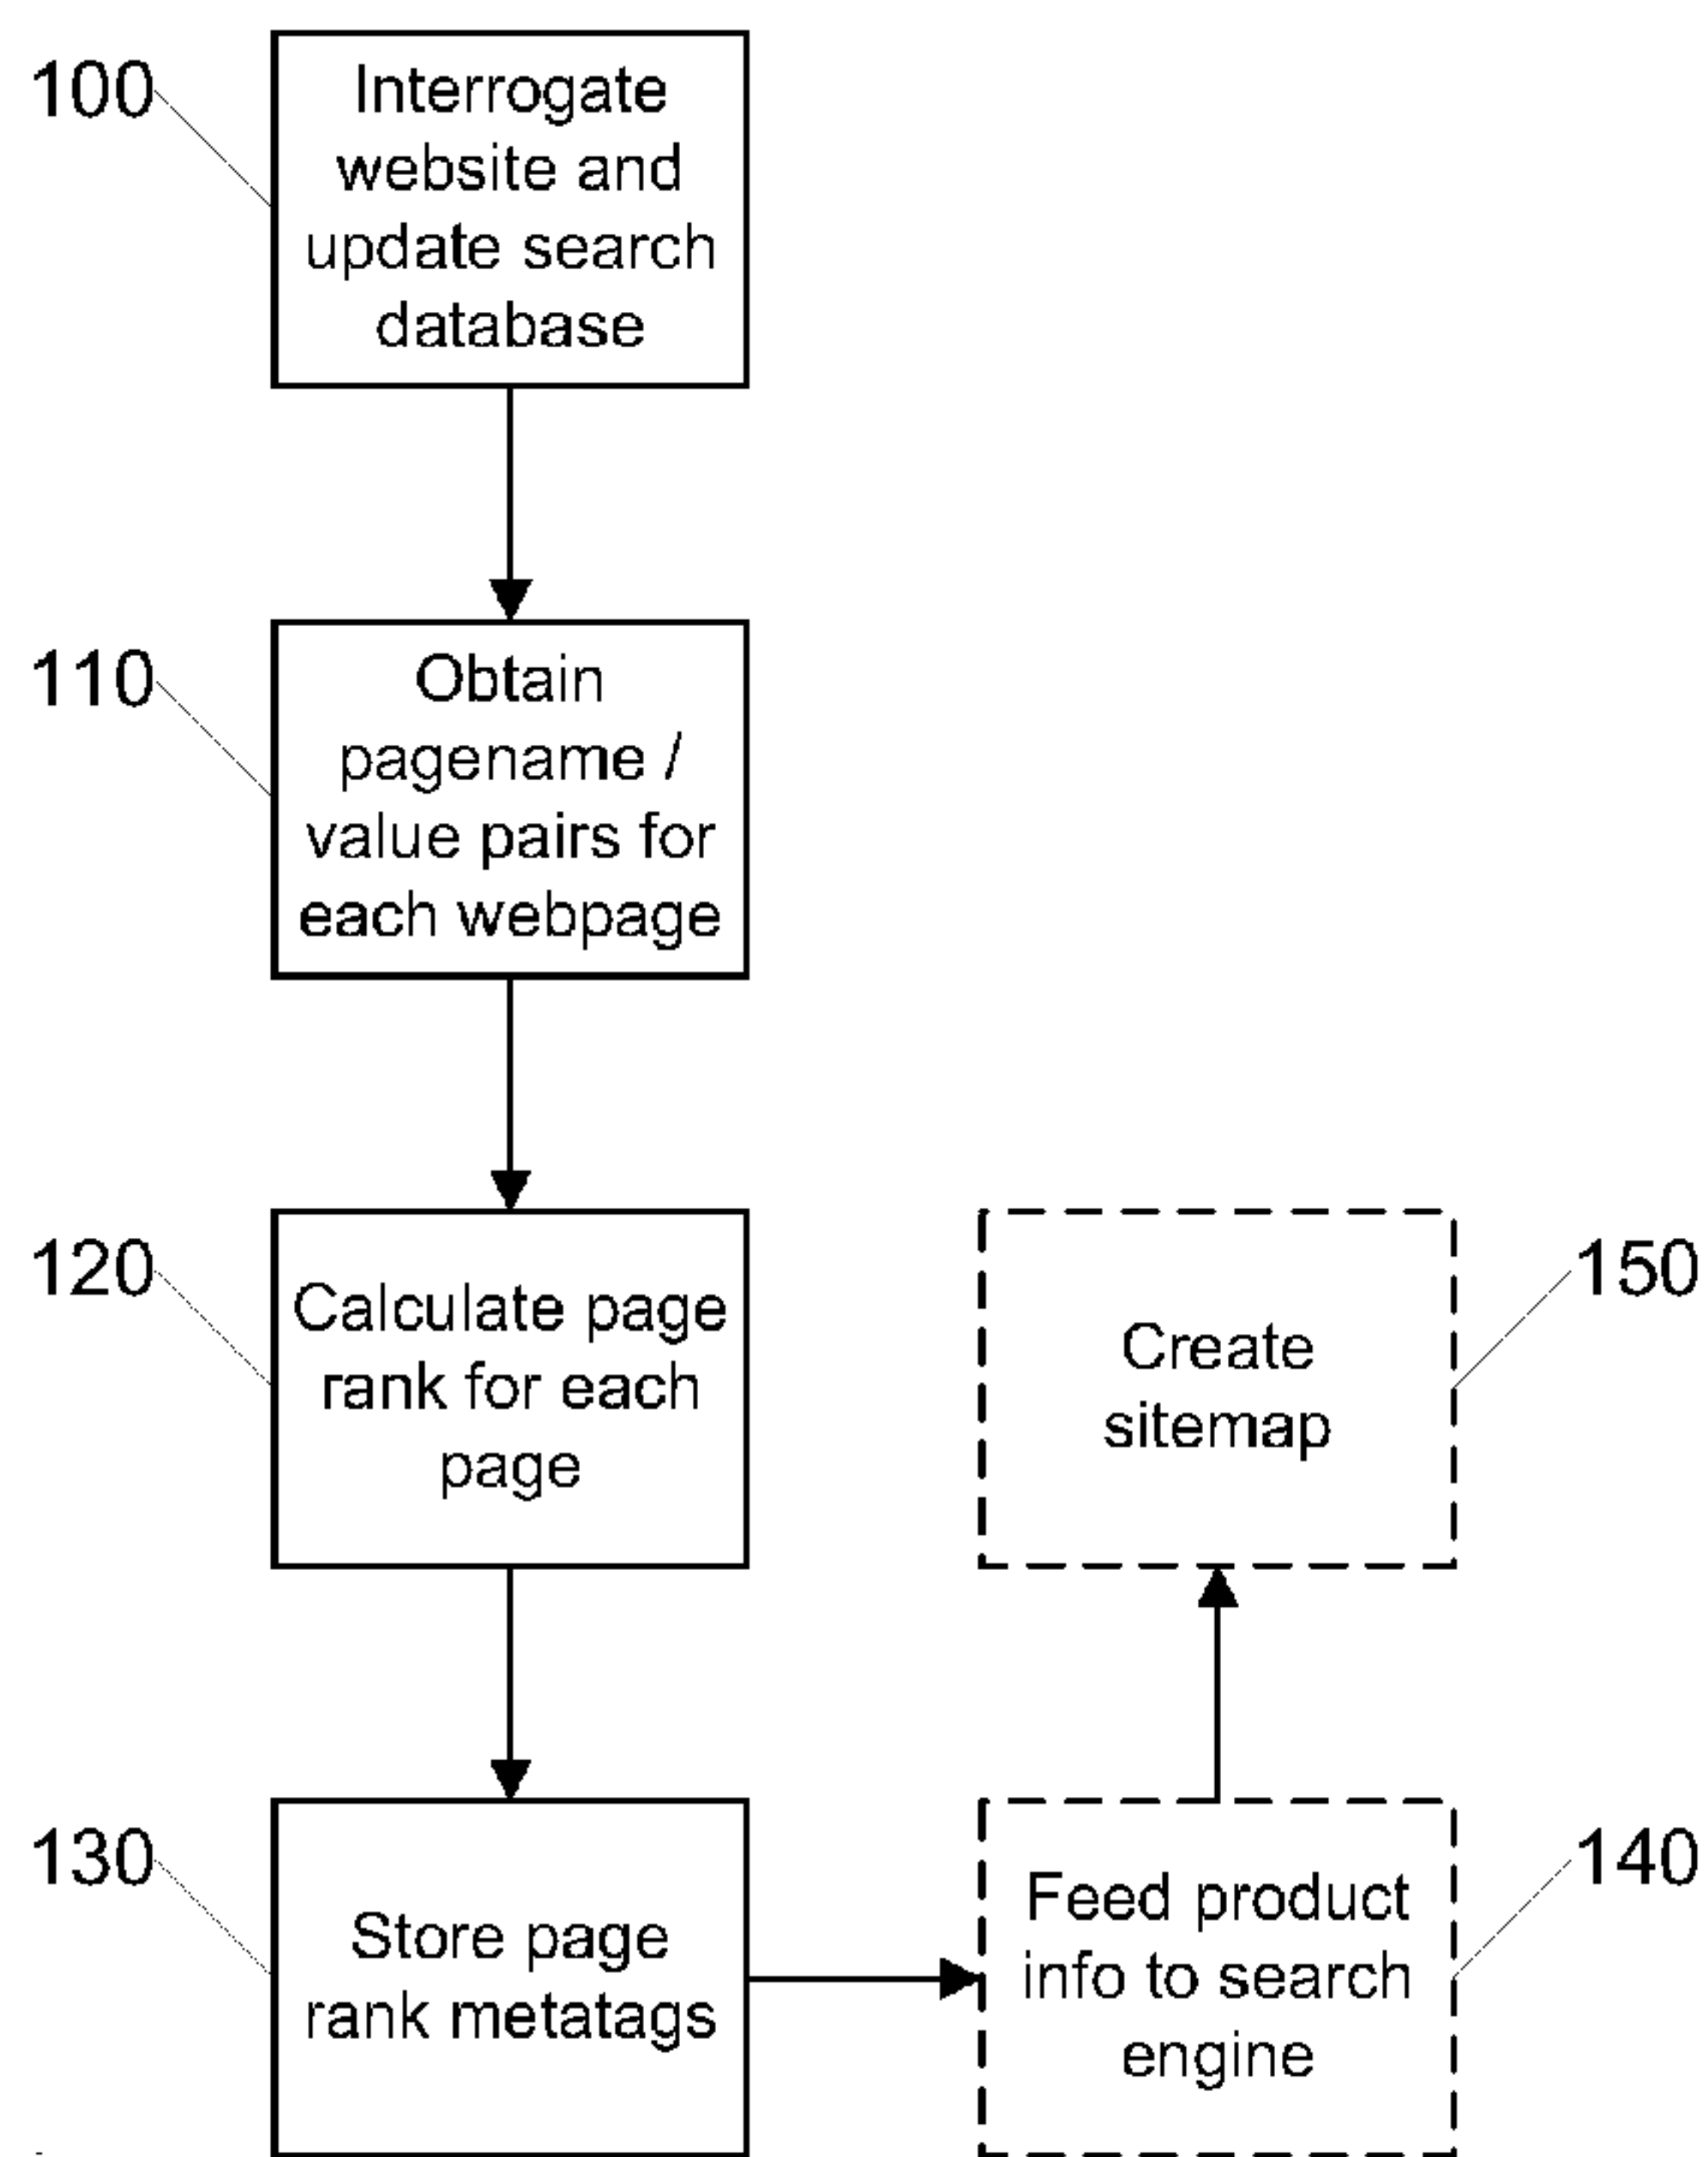 100
Interrogate
website and
update search
database
110
Obtain
pagename /
value pairs for
each webpage
120
Calculate page
rank for each
page
150
Create
sitemap
130
Store page
rank metatags
140
Feed product
info to search
engine